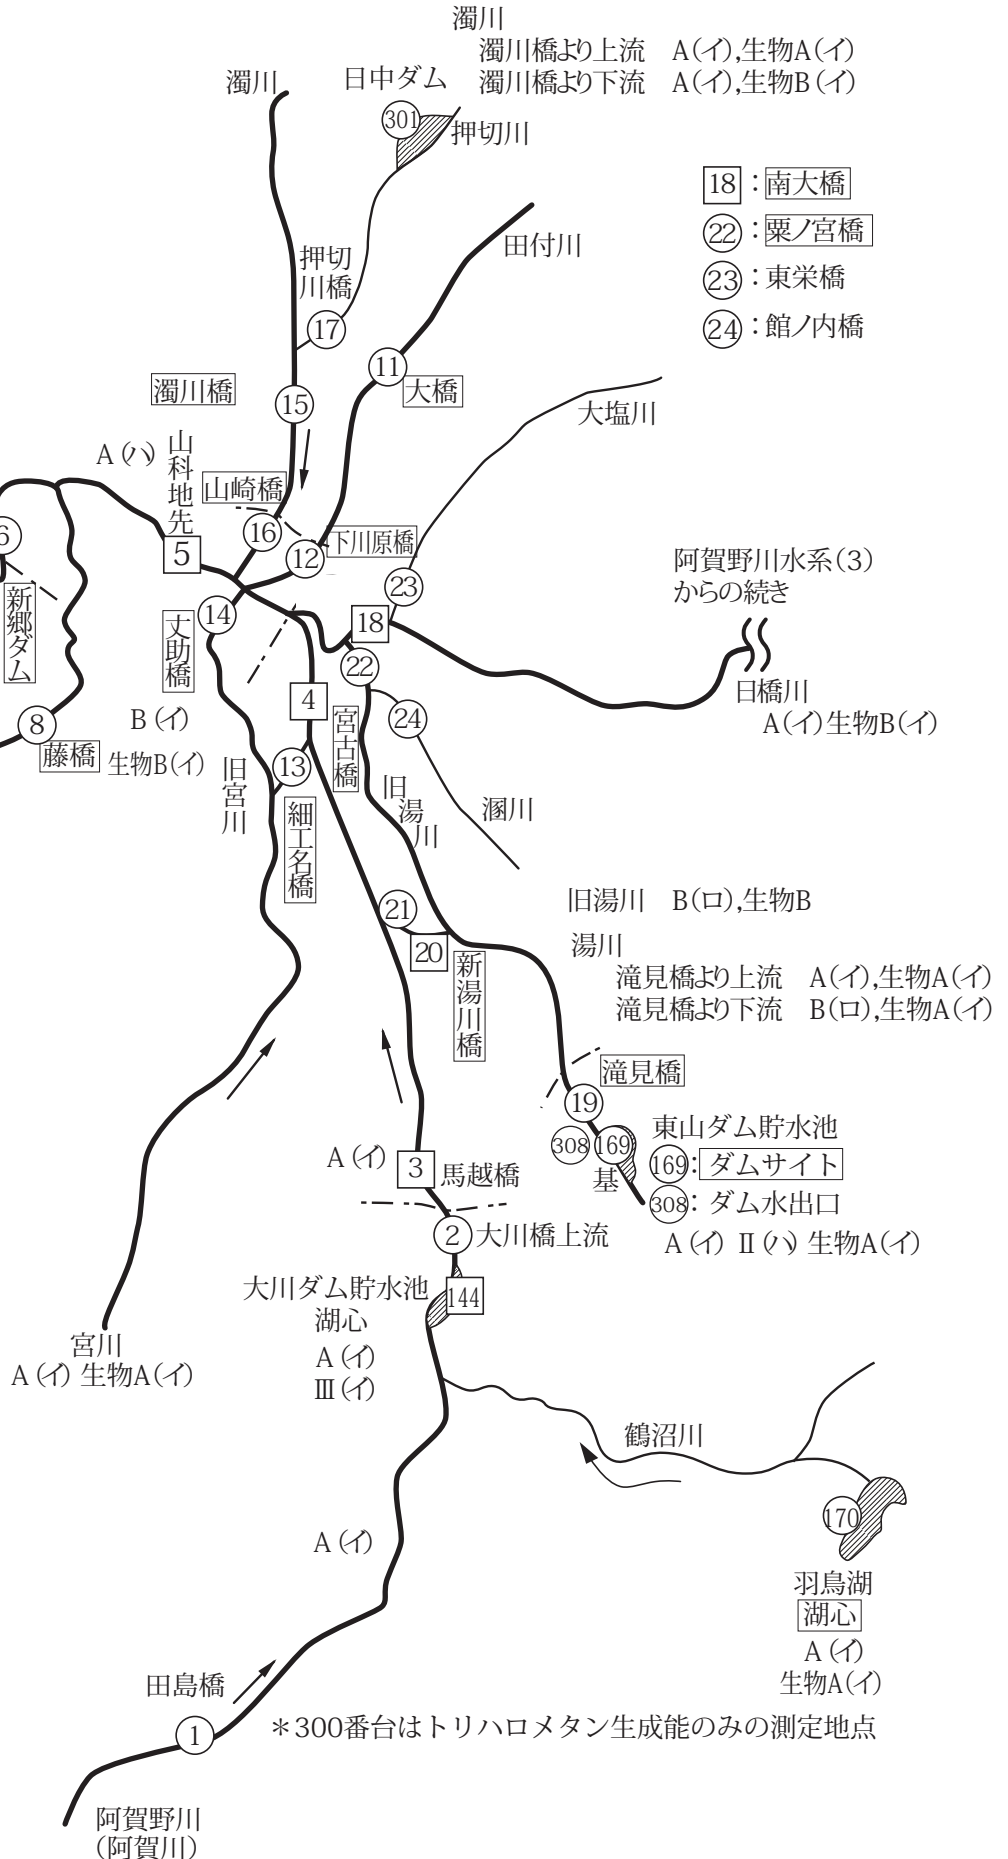 濁川
濁川橋より上流　A(イ),生物A(イ)
濁川橋より下流　A(イ),生物B(イ)
濁川
日中ダム
301
押切川
18：南大橋
22：粟ノ宮橋
23：東栄橋
24：館ノ内橋
田付川
押切
川橋
17
11
大橋
濁川橋
15
大塩川
A(ハ)
山科地先
5
山崎橋
16
12
下川原橋
23
阿賀野川水系(3)
からの続き
6
新郷ダム
14
丈助橋
18
22
日橋川
A(イ)生物B(イ)
4
宮古橋
24
8
藤橋
B(イ)
生物B(イ)
旧宮川
13
細工名橋
旧湯川
溷川
旧湯川　B(ロ),生物B
湯川
滝見橋より上流　A(イ),生物A(イ)
滝見橋より下流　B(ロ),生物A(イ)
21
20
新湯川橋
滝見橋
19
308
169
基
東山ダム貯水池
169：ダムサイト
308：ダム水出口
A(イ) Ⅱ(ハ) 生物A(イ)
A(イ)
3
馬越橋
2
大川橋上流
大川ダム貯水池
湖心
144
A(イ)
Ⅲ(イ)
宮川
A(イ) 生物A(イ)
鶴沼川
170
羽鳥湖
湖心
A(イ)
生物A(イ)
A(イ)
田島橋
1
＊300番台はトリハロメタン生成能のみの測定地点
阿賀野川
(阿賀川)